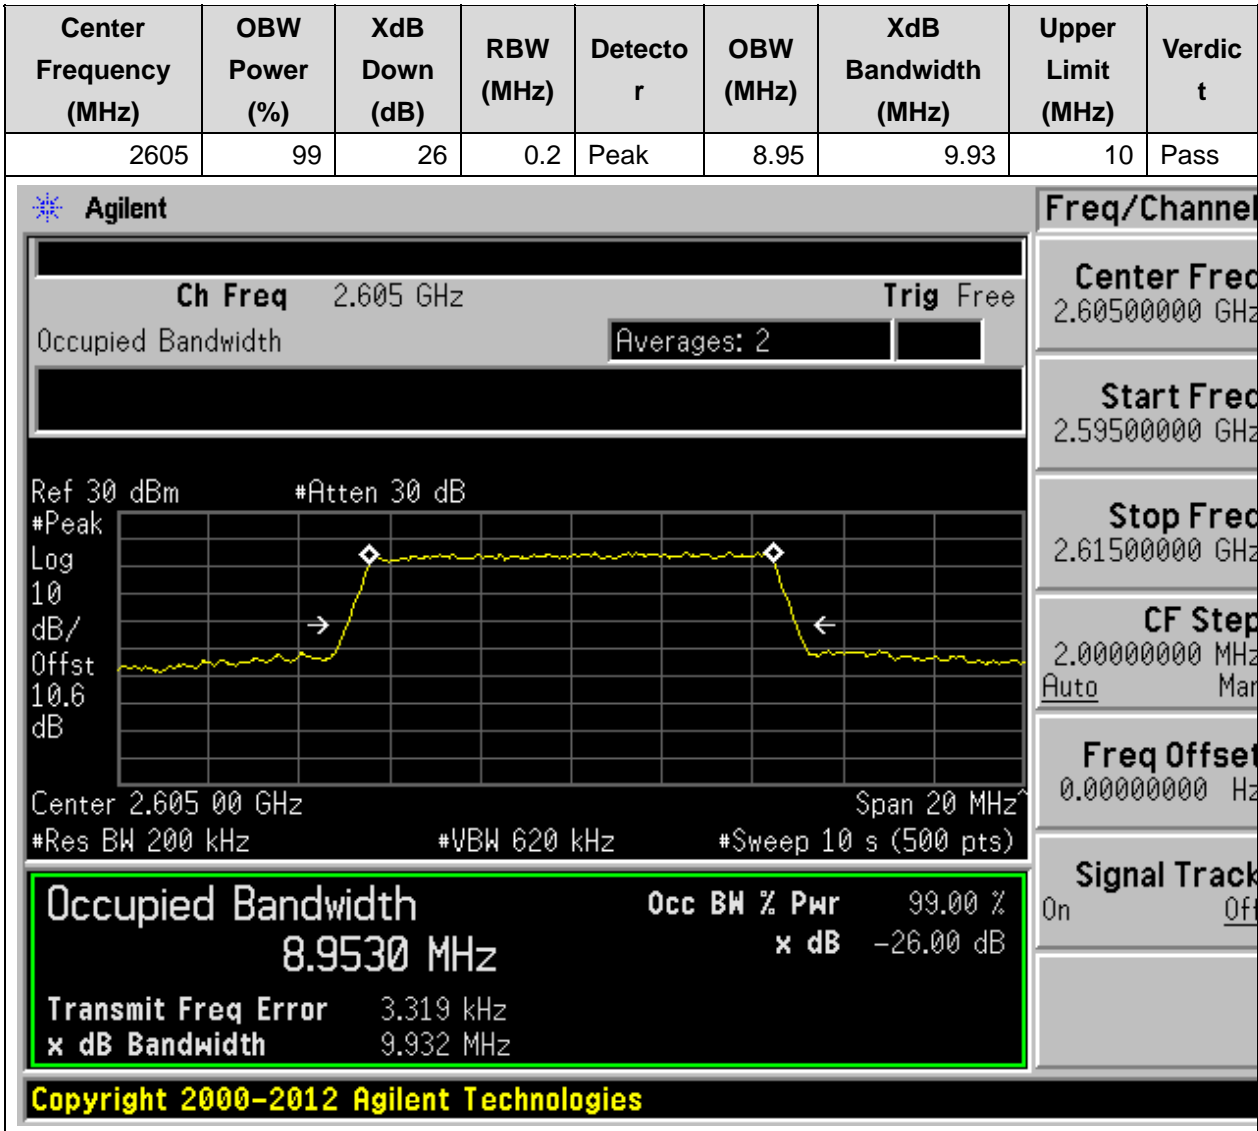 Center Frequency (MHz) OBW Power (%) XdB Down (dB) RBW (MHz) Detector OBW (MHz) XdB Bandwidth (MHz) Upper Limit (MHz) Verdict
2605 99 26 0.2 Peak 8.95 9.93 10 Pass
Agilent
Freq/Channel
Ch Freq 2.605 GHz Trig Free
Occupied Bandwidth Averages: 2
Ref 30 dBm #Atten 30 dB
#Peak
Log
10
dB/
Offst
10.6
dB
Center 2.605 00 GHz Span 20 MHz^
#Res BW 200 kHz #VBW 620 kHz #Sweep 10 s (500 pts)
Occupied Bandwidth Occ BW % Pwr 99.00 %
8.9530 MHz x dB -26.00 dB
Transmit Freq Error 3.319 kHz
x dB Bandwidth 9.932 MHz
Center Freq
2.60500000 GHz
Start Freq
2.59500000 GHz
Stop Freq
2.61500000 GHz
CF Step
2.00000000 MHz
Auto Man
Freq Offset
0.00000000 Hz
Signal Track
On Off
Copyright 2000-2012 Agilent Technologies